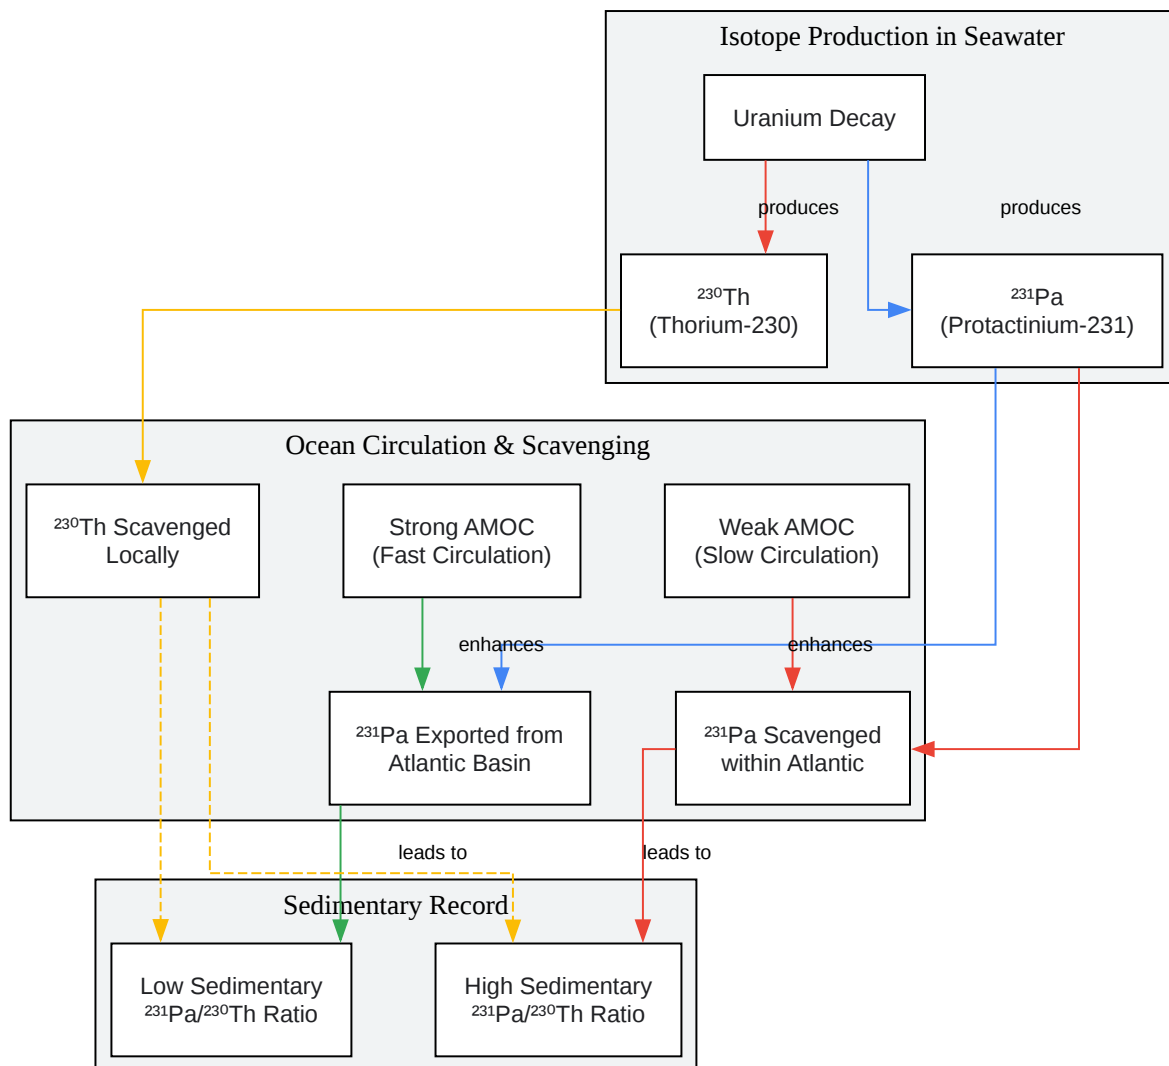 Isotope Production in Seawater
Uranium Decay
produces
produces
²³⁰Th
(Thorium-230)
²³¹Pa
(Protactinium-231)
Ocean Circulation & Scavenging
²³⁰Th Scavenged
Locally
Strong AMOC
(Fast Circulation)
Weak AMOC
(Slow Circulation)
enhances
enhances
²³¹Pa Exported from
Atlantic Basin
²³¹Pa Scavenged
within Atlantic
leads to
leads to
Sedimentary Record
Low Sedimentary
²³¹Pa/²³⁰Th Ratio
High Sedimentary
²³¹Pa/²³⁰Th Ratio